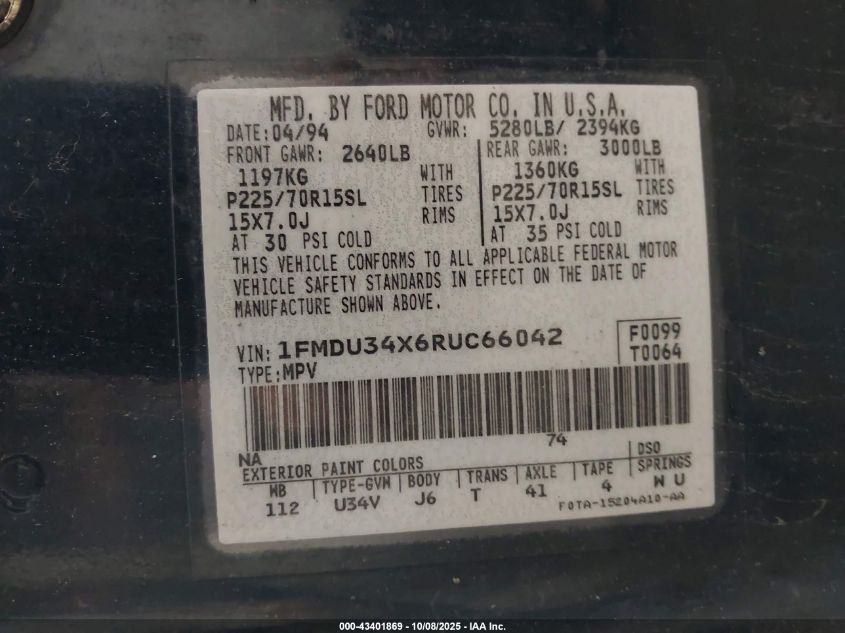 MFD. BY FORD MOTOR CO. IN U.S.A.
DATE: 04/94 GVWR: 5280LB/ 2394KG
FRONT GAWR: 2640LB REAR GAWR: 3000LB
1197KG WITH 1360KG WITH
P225/70R15SL TIRES P225/70R15SL TIRES
15X7.0J RIMS 15X7.0J RIMS
AT 30 PSI COLD AT 35 PSI COLD
THIS VEHICLE CONFORMS TO ALL APPLICABLE FEDERAL MOTOR
VEHICLE SAFETY STANDARDS IN EFFECT ON THE DATE OF
MANUFACTURE SHOWN ABOVE.
VIN: 1FMDU34X6RUC66042 F0099
TYPE: MPV T0064
NA 74
EXTERIOR PAINT COLORS DSO
WB TYPE-GVM BODY TRANS AXLE TAPE SPRINGS
112 U34V J6 T 41 4 W U
F0TA-15204A10-AA
000-43401869 - 10/08/2025 - IAA Inc.